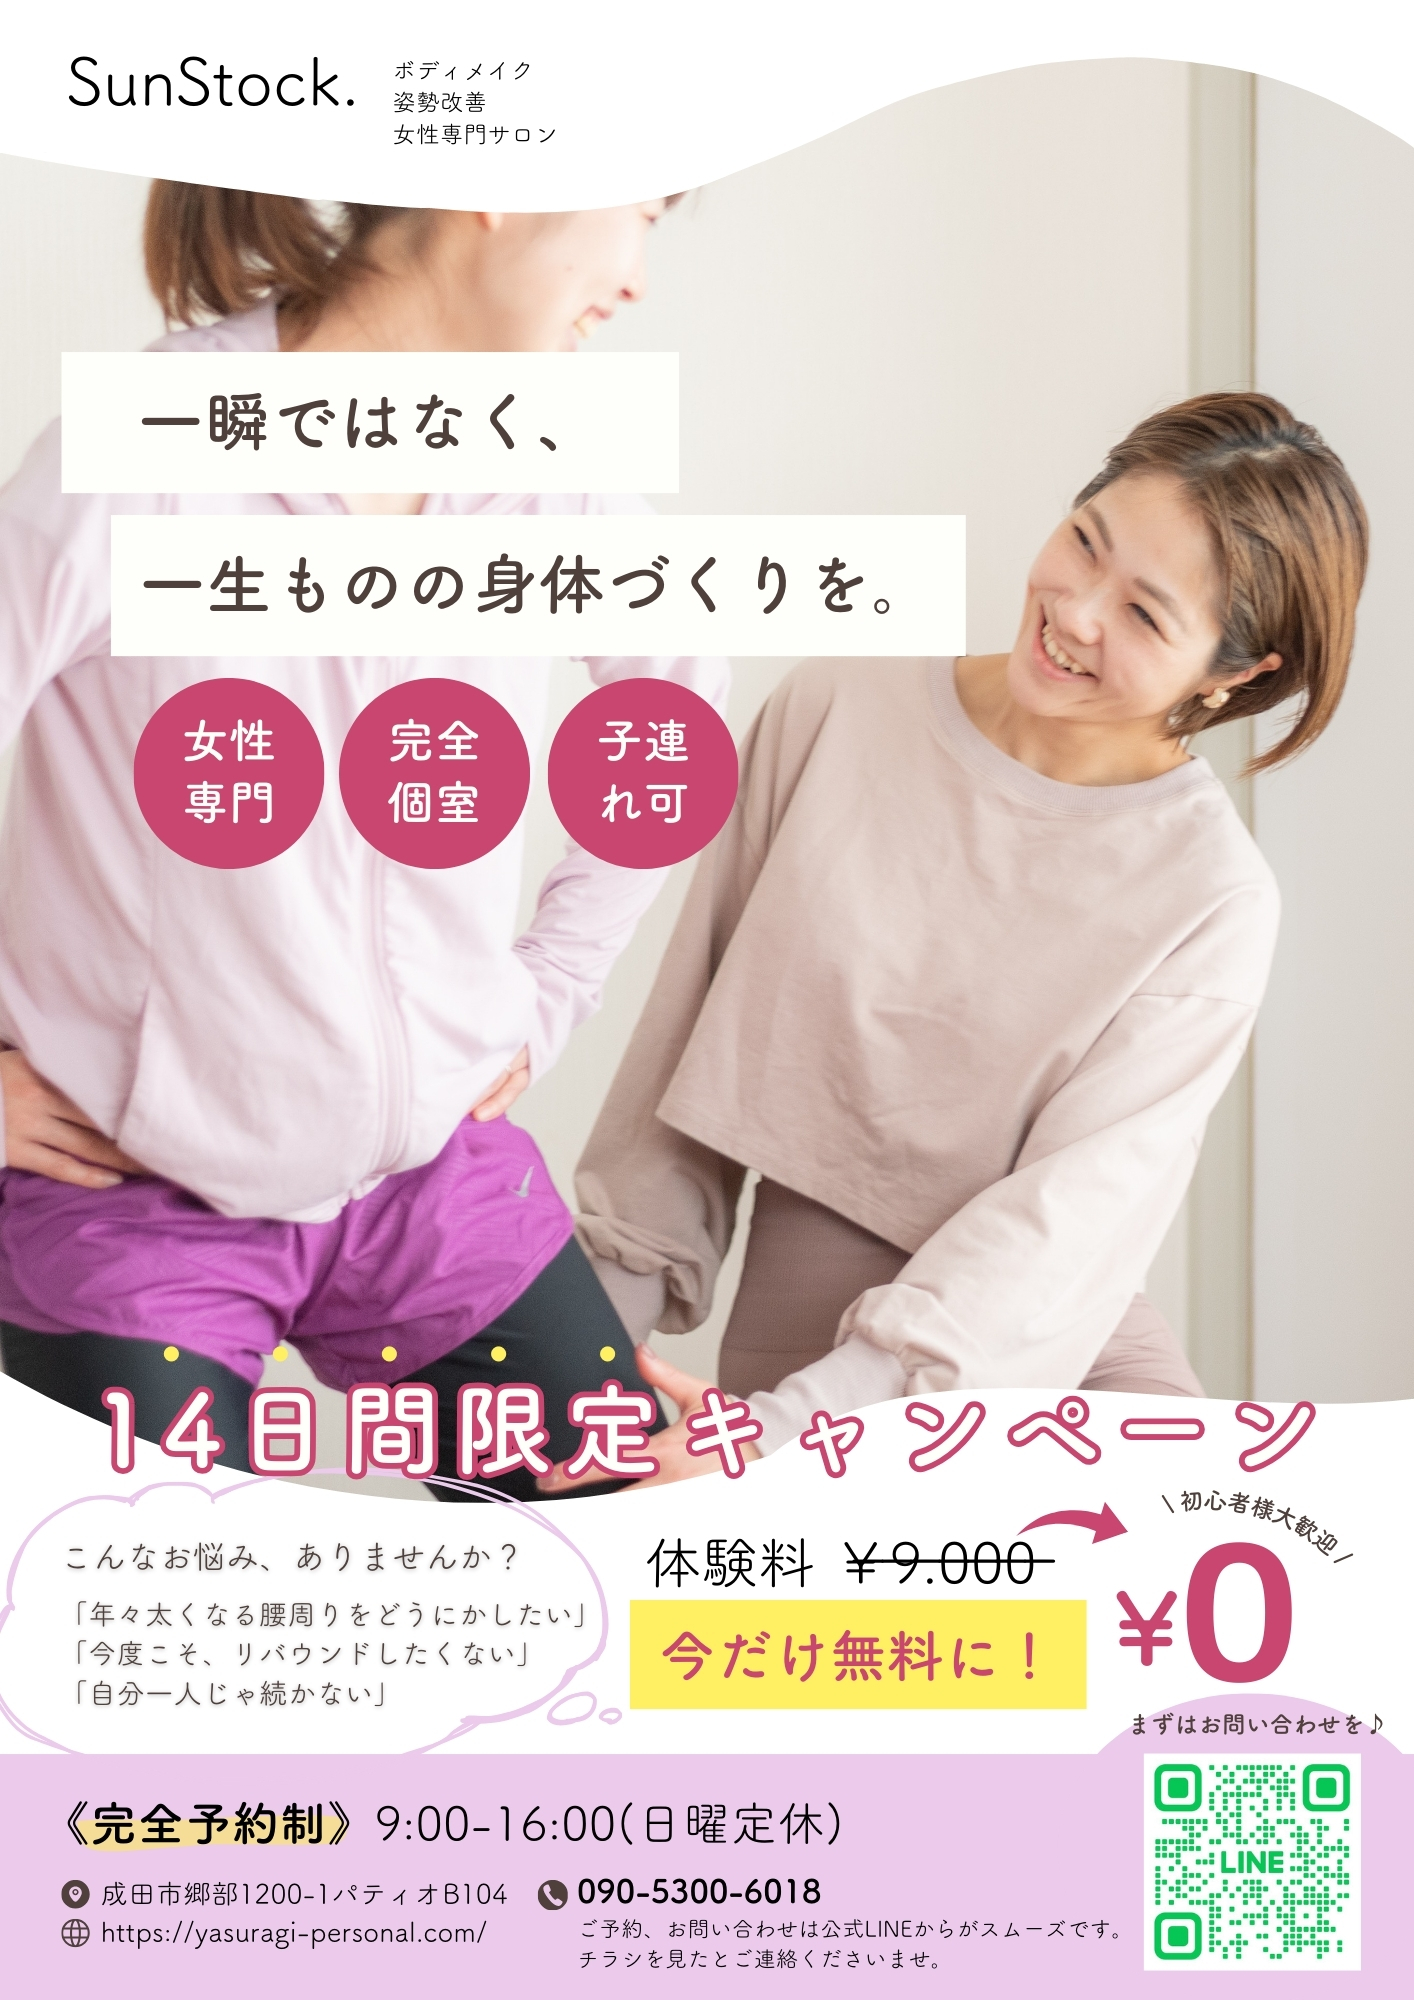 SunStock.
ボディメイク
姿勢改善
女性専門サロン
一瞬ではなく、
一生ものの身体づくりを。
女性
専門
完全
個室
子連
れ可
14日間限定キャンペーン
こんなお悩み、ありませんか？
「年々太くなる腰周りをどうにかしたい」
「今度こそ、リバウンドしたくない」
「自分一人じゃ続かない」
体験料 ¥9.000
今だけ無料に！
\初心者様大歓迎/
¥0
まずはお問い合わせを♪
LINE
《完全予約制》9:00-16:00(日曜定休)
成田市郷部1200-1パティオB104
https://yasuragi-personal.com/
090-5300-6018
ご予約、お問い合わせは公式LINEからがスムーズです。
チラシを見たとご連絡くださいませ。